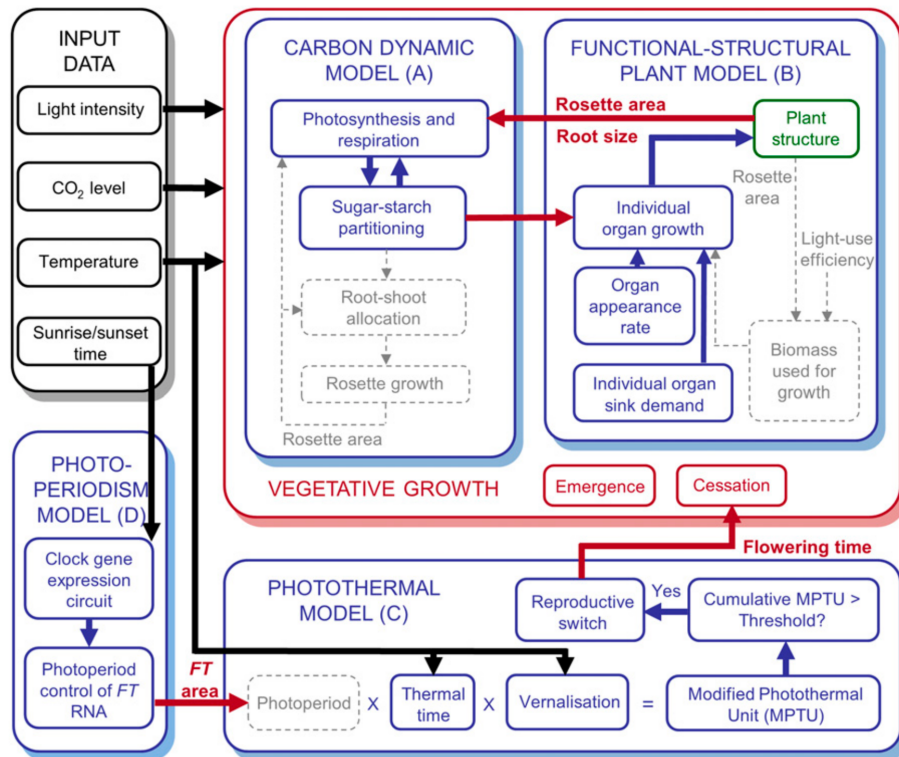 INPUT
DATA
Light intensity
CO₂ level
Temperature
Sunrise/sunset
time
CARBON DYNAMIC
MODEL (A)
Photosynthesis and
respiration
Sugar-starch
partitioning
Root-shoot
allocation
Rosette growth
Rosette area
FUNCTIONAL-STRUCTURAL
PLANT MODEL (B)
Rosette area
Root size
Plant
structure
Rosette
area
Individual
organ growth
Light-use
efficiency
Organ
appearance
rate
Biomass
used for
growth
Individual organ
sink demand
VEGETATIVE GROWTH
Emergence
Cessation
Flowering time
PHOTO-
PERIODISM
MODEL (D)
Clock gene
expression
circuit
Photoperiod
control of FT
RNA
FT
area
PHOTOTHERMAL
MODEL (C)
Reproductive
switch
Yes
Cumulative MPTU >
Threshold?
Photoperiod
X
Thermal
time
X
Vernalisation
=
Modified Photothermal
Unit (MPTU)